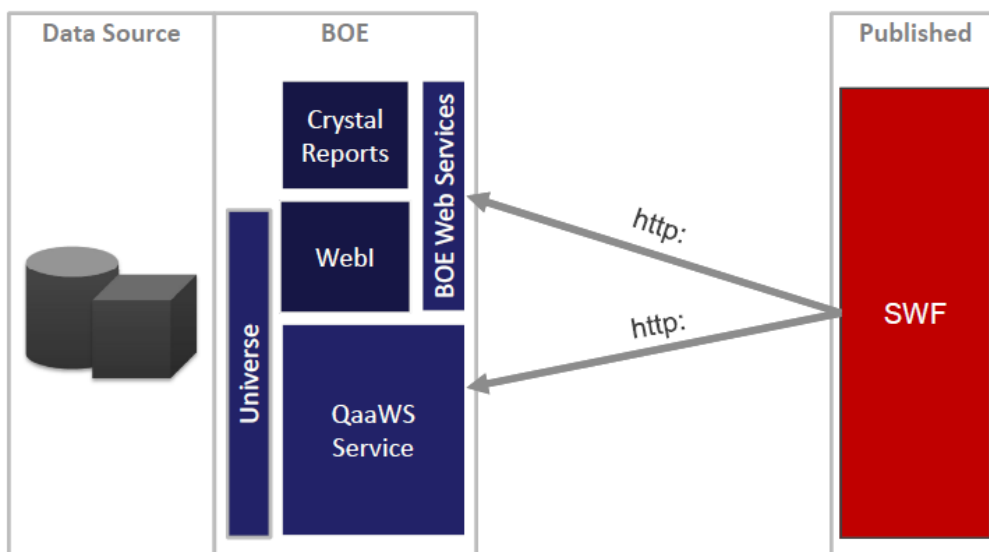 Data Source
BOE
Published
Crystal
Reports
BOE Web Services
WebI
Universe
QaaWS
Service
http:
http:
SWF